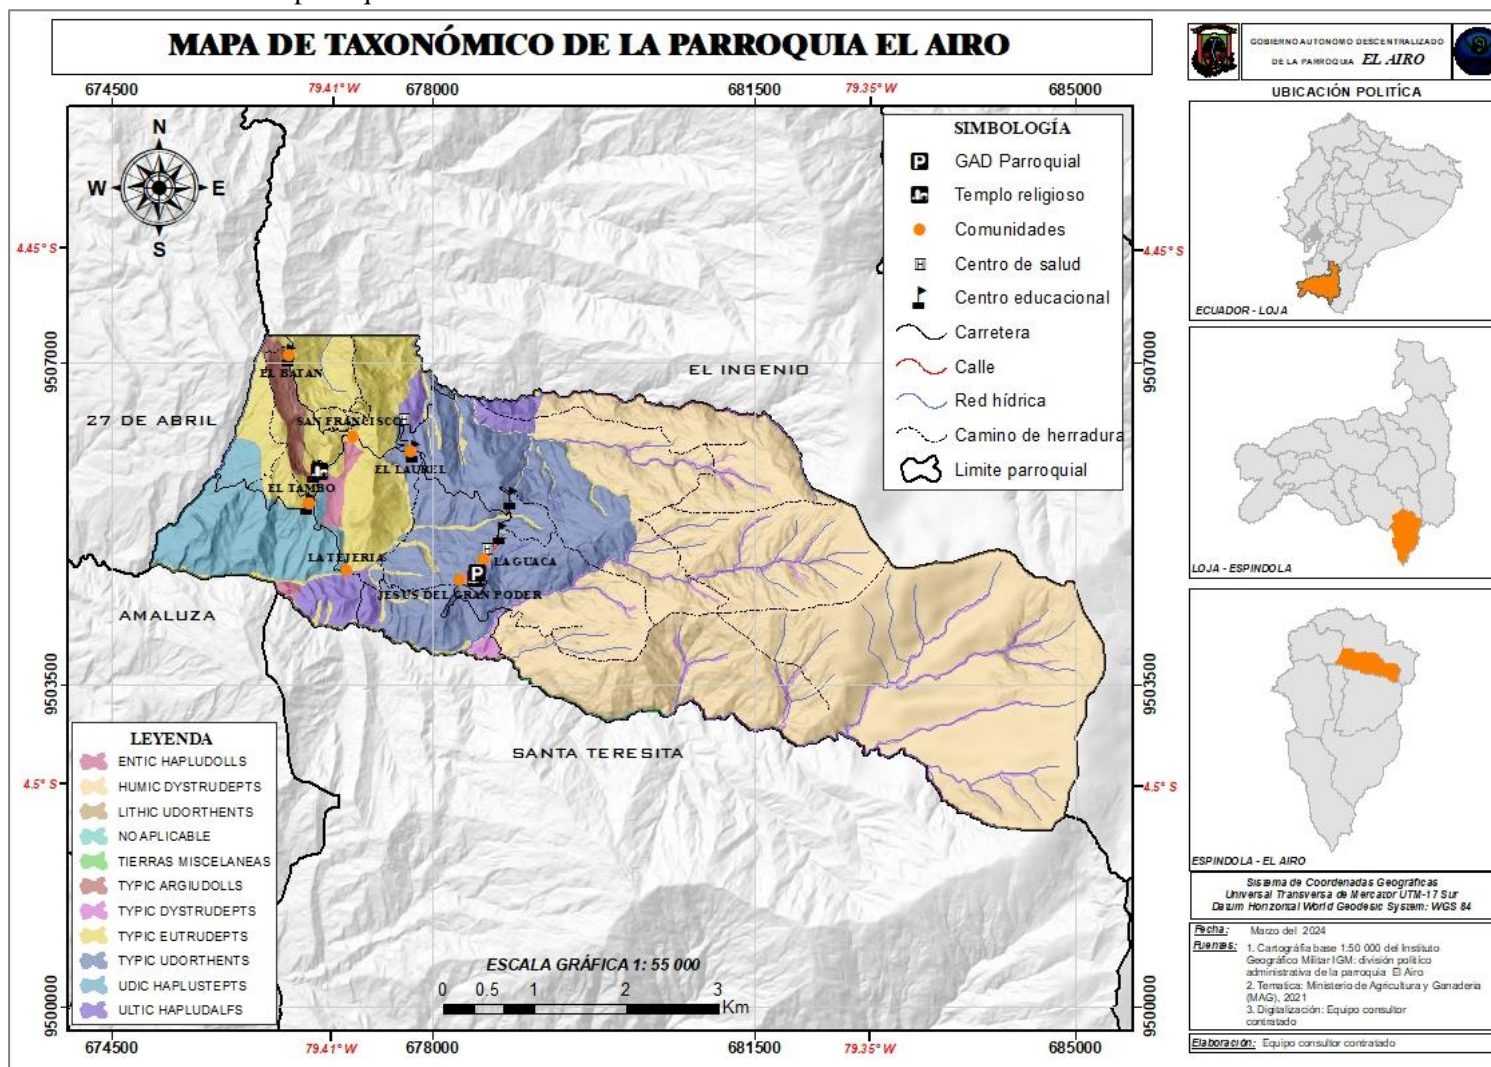 MAPA DE TAXONÓMICO DE LA PARROQUIA EL AIRO
GOBIERNO AUTONOMO DESCENTRALIZADO
DE LA PARROQUIA EL AIRO
UBICACIÓN POLITÍCA
674500
79.41° W
678000
681500
79.35° W
685000
N
W
E
S
4.45° S
4.45° S
SIMBOLOGÍA
GAD Parroquial
Templo religioso
Comunidades
Centro de salud
Centro educacional
Carretera
Calle
Red hídrica
Camino de herradura
Limite parroquial
ECUADOR - LOJA
9507000
9507000
EL INGENIO
27 DE ABRIL
EL BATAN
SAN FRANCISCO
EL LAUREL
EL TAMBO
LA TEJERIA
LA GUACA
P
JESUS DEL GRAN PODER
AMALUZA
LOJA - ESPINDOLA
9503500
9503500
SANTA TERESITA
4.5° S
4.5° S
LEYENDA
ENTIC HAPLUDOLLS
HUMIC DYSTRUDEPTS
LITHIC UDORTHENTS
NO APLICABLE
TIERRAS MISCELANEAS
TYPIC ARGIUDOLLS
TYPIC DYSTRUDEPTS
TYPIC EUTRUDEPTS
TYPIC UDORTHENTS
UDIC HAPLUSTEPTS
ULTIC HAPLUDALFS
ESPINDOLA - EL AIRO
Sistema de Coordenadas Geográficas
Universal Transversa de Mercator UTM-17 Sur
Datum Horizontal World Geodesic System: WGS 84
Fecha: Marzo del 2024
Fuentes: 1. Cartográfia base 1:50 000 del Instituto
Geográfico Militar IGM: división político
administrativa de la parroquia El Airo
2. Tematica: Ministerio de Agricultura y Ganaderia
(MAG), 2021
3. Digitalización: Equipo consultor
contratado
Elaboración: Equipo consultor contratado
ESCALA GRÁFICA 1: 55 000
0 0.5 1 2 3
Km
9500000
9500000
674500
79.41° W
678000
681500
79.35° W
685000